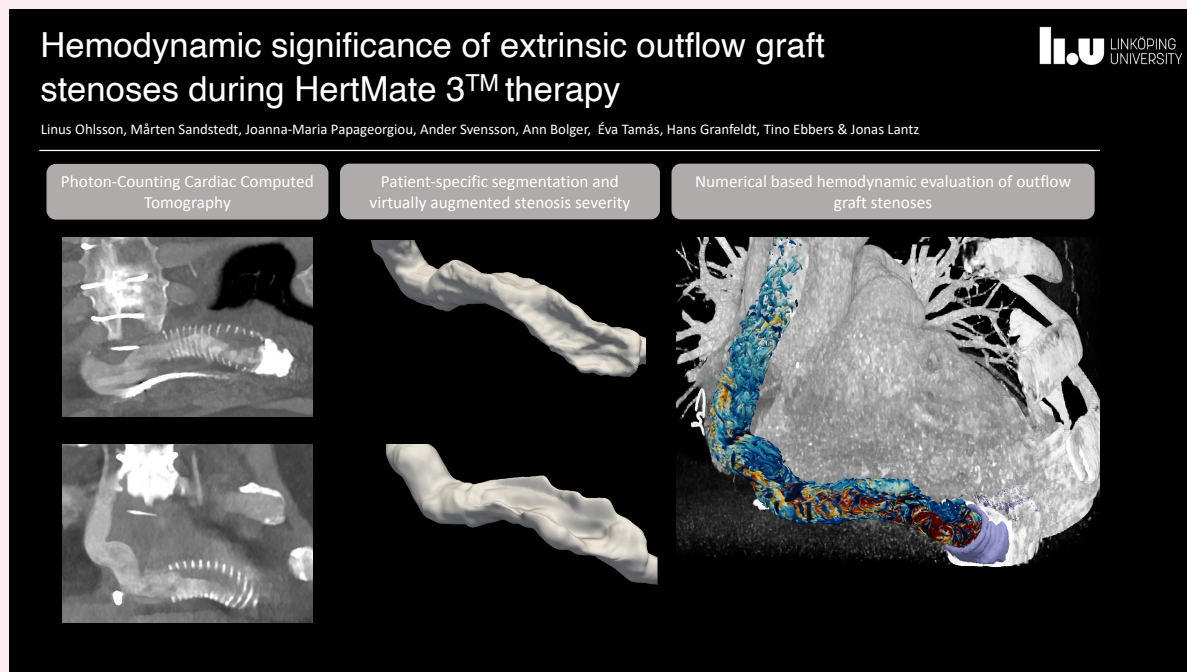 Hemodynamic significance of extrinsic outflow graft
stenoses during HertMate 3TM therapy
LiU LINKÖPING
UNIVERSITY
Linus Ohlsson, Mårten Sandstedt, Joanna-Maria Papageorgiou, Ander Svensson, Ann Bolger, Éva Tamás, Hans Granfeldt, Tino Ebbers & Jonas Lantz
Photon-Counting Cardiac Computed
Tomography
Patient-specific segmentation and
virtually augmented stenosis severity
Numerical based hemodynamic evaluation of outflow
graft stenoses